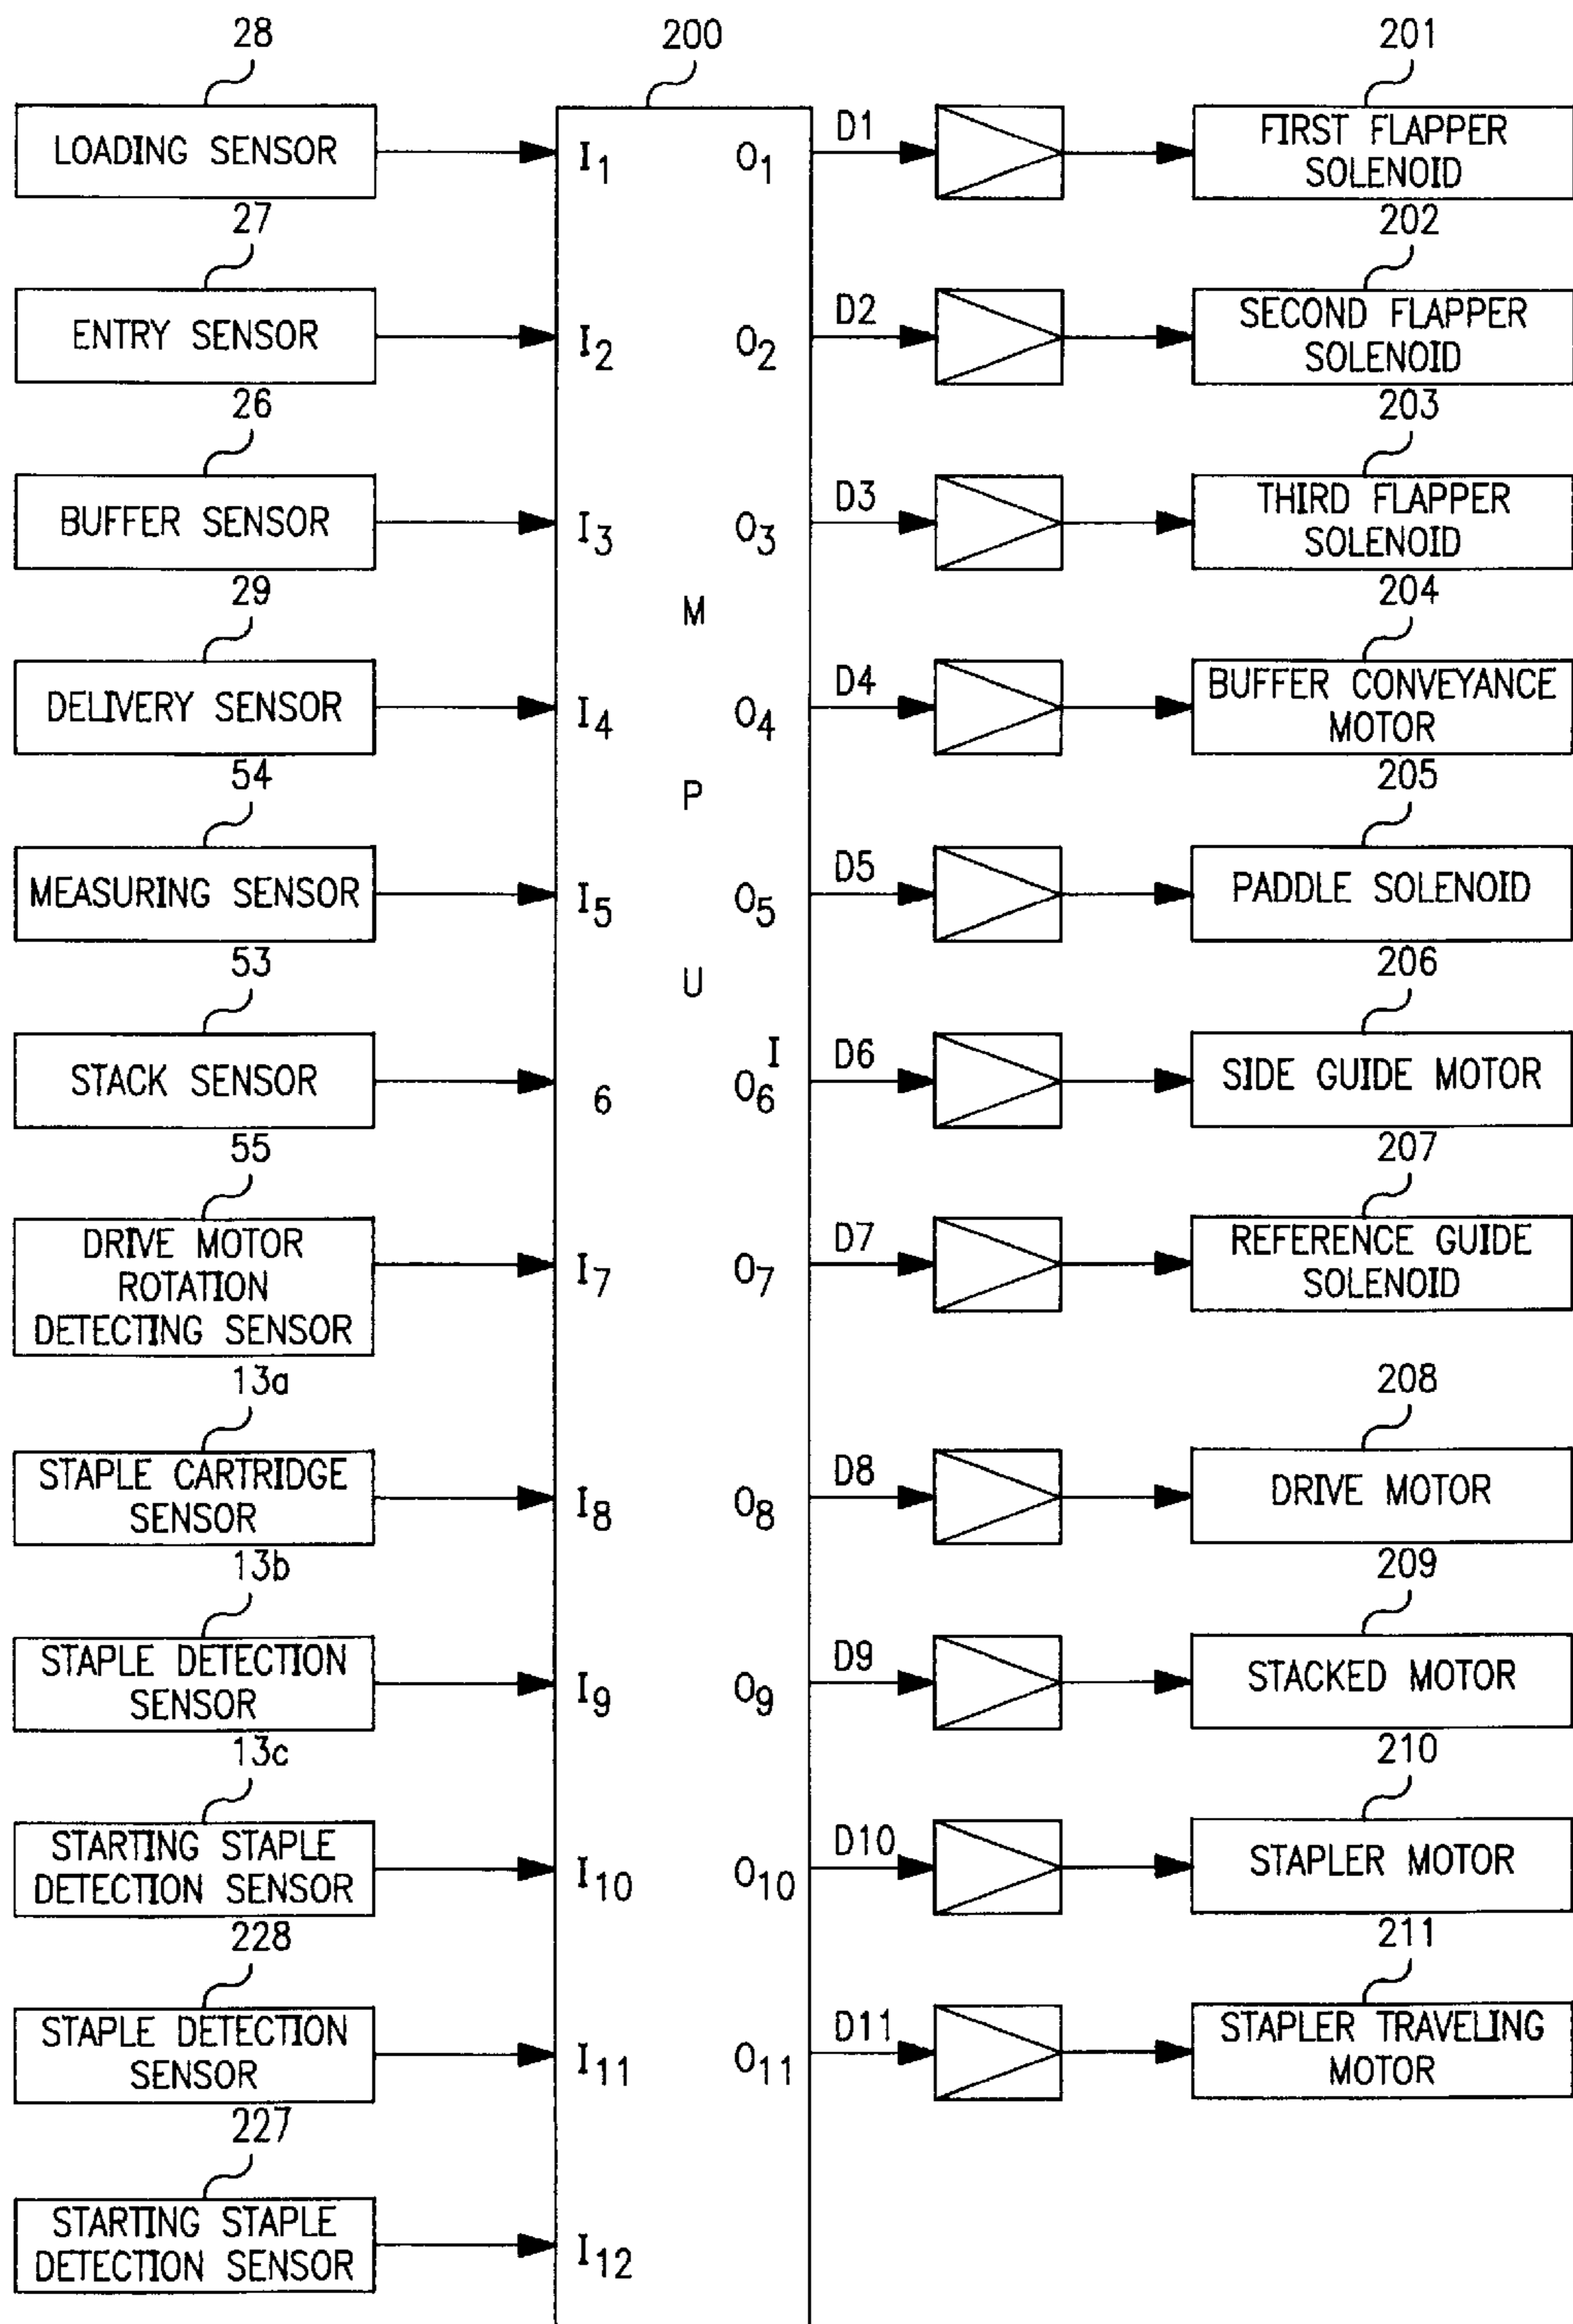 28 200 201
LOADING SENSOR I1 O1 D1 FIRST FLAPPER
SOLENOID
27 202
ENTRY SENSOR I2 O2 D2 SECOND FLAPPER
SOLENOID
26 203
BUFFER SENSOR I3 O3 D3 THIRD FLAPPER
SOLENOID
29 M 204
DELIVERY SENSOR I4 O4 D4 BUFFER CONVEYANCE
MOTOR
54 P 205
MEASURING SENSOR I5 O5 D5 PADDLE SOLENOID
53 U 206
STACK SENSOR 6 O6 I D6 SIDE GUIDE MOTOR
55 207
DRIVE MOTOR
ROTATION
DETECTING SENSOR I7 O7 D7 REFERENCE GUIDE
SOLENOID
13a 208
STAPLE CARTRIDGE
SENSOR I8 O8 D8 DRIVE MOTOR
13b 209
STAPLE DETECTION
SENSOR I9 O9 D9 STACKED MOTOR
13c 210
STARTING STAPLE
DETECTION SENSOR I10 O10 D10 STAPLER MOTOR
228 211
STAPLE DETECTION
SENSOR I11 O11 D11 STAPLER TRAVELING
MOTOR
227
STARTING STAPLE
DETECTION SENSOR I12